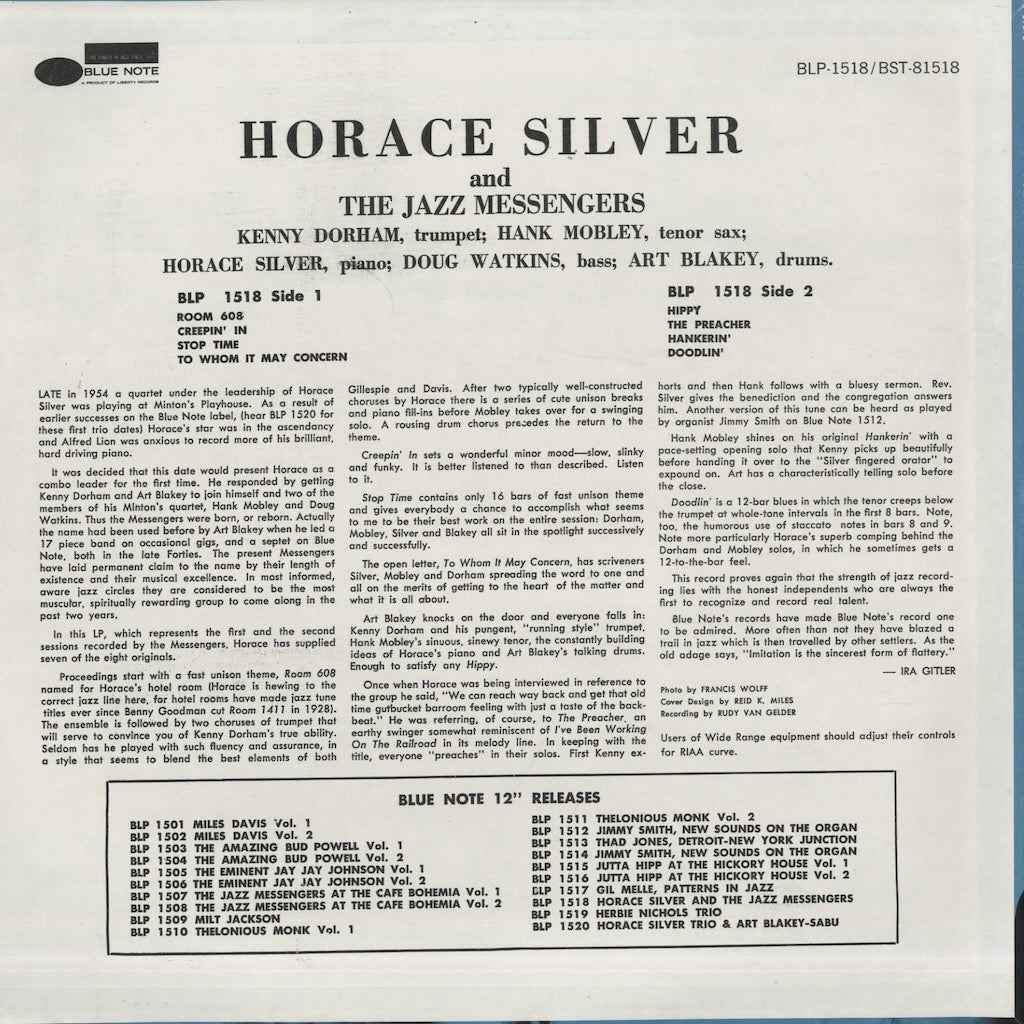 THE FINEST IN JAZZ SINCE 1939
BLUE NOTE
A PRODUCT OF LIBERTY RECORDS
BLP-1518/BST-81518
HORACE SILVER
and
THE JAZZ MESSENGERS
KENNY DORHAM, trumpet; HANK MOBLEY, tenor sax;
HORACE SILVER, piano; DOUG WATKINS, bass; ART BLAKEY, drums.
BLP 1518 Side 1
ROOM 608
CREEPIN' IN
STOP TIME
TO WHOM IT MAY CONCERN
BLP 1518 Side 2
HIPPY
THE PREACHER
HANKERIN'
DOODLIN'
LATE in 1954 a quartet under the leadership of Horace
Silver was playing at Minton's Playhouse. As a result of
earlier successes on the Blue Note label, (hear BLP 1520 for
these first trio dates) Horace's star was in the ascendancy
and Alfred Lion was anxious to record more of his brilliant,
hard driving piano.
It was decided that this date would present Horace as a
combo leader for the first time. He responded by getting
Kenny Dorham and Art Blakey to join himself and two of the
members of his Minton's quartet, Hank Mobley and Doug
Watkins. Thus the Messengers were born, or reborn. Actually
the name had been used before by Art Blakey when he led a
17 piece band on occasional gigs, and a septet on Blue
Note, both in the late Forties. The present Messengers
have laid permanent claim to the name by their length of
existence and their musical excellence. In most informed,
aware jazz circles they are considered to be the most
muscular, spiritually rewarding group to come along in the
past two years.
In this LP, which represents the first and the second
sessions recorded by the Messengers, Horace has supplied
seven of the eight originals.
Proceedings start with a fast unison theme, Room 608
named for Horace's hotel room (Horace is hewing to the
correct jazz line here, for hotel rooms have made jazz tune
titles ever since Benny Goodman cut Room 1411 in 1928).
The ensemble is followed by two choruses of trumpet that
will serve to convince you of Kenny Dorham's true ability.
Seldom has he played with such fluency and assurance, in
a style that seems to blend the best elements of both
Gillespie and Davis. After two typically well-constructed
choruses by Horace there is a series of cute unison breaks
and piano fill-ins before Mobley takes over for a swinging
solo. A rousing drum chorus precedes the return to the
theme.
Creepin' In sets a wonderful minor mood—slow, slinky
and funky. It is better listened to than described. Listen
to it.
Stop Time contains only 16 bars of fast unison theme
and gives everybody a chance to accomplish what seems
to me to be their best work on the entire session: Dorham,
Mobley, Silver and Blakey all sit in the spotlight successively
and successfully.
The open letter, To Whom It May Concern, has scriveners
Silver, Mobley and Dorham spreading the word to one and
all on the merits of getting to the heart of the matter and
what it is all about.
Art Blakey knocks on the door and everyone falls in:
Kenny Dorham and his pungent, "running style" trumpet,
Hank Mobley's sinuous, sinewy tenor, the constantly building
ideas of Horace's piano and Art Blakey's talking drums.
Enough to satisfy any Hippy.
Once when Horace was being interviewed in reference to
the group he said, "We can reach way back and get that old
time gutbucket barroom feeling with just a taste of the back-
beat." He was referring, of course, to The Preacher, an
earthy swinger somewhat reminiscent of I've Been Working
On The Railroad in its melody line. In keeping with the
title, everyone "preaches" in their solos. First Kenny ex-
horts and then Hank follows with a bluesy sermon. Rev.
Silver gives the benediction and the congregation answers
him. Another version of this tune can be heard as played
by organist Jimmy Smith on Blue Note 1512.
Hank Mobley shines on his original Hankerin' with a
pace-setting opening solo that Kenny picks up beautifully
before handing it over to the "Silver fingered orator" to
expound on. Art has a characteristically telling solo before
the close.
Doodlin' is a 12-bar blues in which the tenor creeps below
the trumpet at whole-tone intervals in the first 8 bars. Note,
too, the humorous use of staccato notes in bars 8 and 9.
Note more particularly Horace's superb comping behind the
Dorham and Mobley solos, in which he sometimes gets a
12-to-the-bar feel.
This record proves again that the strength of jazz record-
ing lies with the honest independents who are always the
first to recognize and record real talent.
Blue Note's records have made Blue Note's record one
to be admired. More often than not they have blazed a
trail in jazz which is then travelled by other settlers. As the
old adage says, "Imitation is the sincerest form of flattery."
— IRA GITLER
Photo by FRANCIS WOLFF
Cover Design by REID K. MILES
Recording by RUDY VAN GELDER
Users of Wide Range equipment should adjust their controls
for RIAA curve.
BLUE NOTE 12" RELEASES
BLP 1501 MILES DAVIS Vol. 1
BLP 1502 MILES DAVIS Vol. 2
BLP 1503 THE AMAZING BUD POWELL Vol. 1
BLP 1504 THE AMAZING BUD POWELL Vol. 2
BLP 1505 THE EMINENT JAY JAY JOHNSON Vol. 1
BLP 1506 THE EMINENT JAY JAY JOHNSON Vol. 2
BLP 1507 THE JAZZ MESSENGERS AT THE CAFE BOHEMIA Vol. 1
BLP 1508 THE JAZZ MESSENGERS AT THE CAFE BOHEMIA Vol. 2
BLP 1509 MILT JACKSON
BLP 1510 THELONIOUS MONK Vol. 1
BLP 1511 THELONIOUS MONK Vol. 2
BLP 1512 JIMMY SMITH, NEW SOUNDS ON THE ORGAN
BLP 1513 THAD JONES, DETROIT-NEW YORK JUNCTION
BLP 1514 JIMMY SMITH, NEW SOUNDS ON THE ORGAN
BLP 1515 JUTTA HIPP AT THE HICKORY HOUSE Vol. 1
BLP 1516 JUTTA HIPP AT THE HICKORY HOUSE Vol. 2
BLP 1517 GIL MELLE, PATTERNS IN JAZZ
BLP 1518 HORACE SILVER AND THE JAZZ MESSENGERS
BLP 1519 HERBIE NICHOLS TRIO
BLP 1520 HORACE SILVER TRIO & ART BLAKEY-SABU